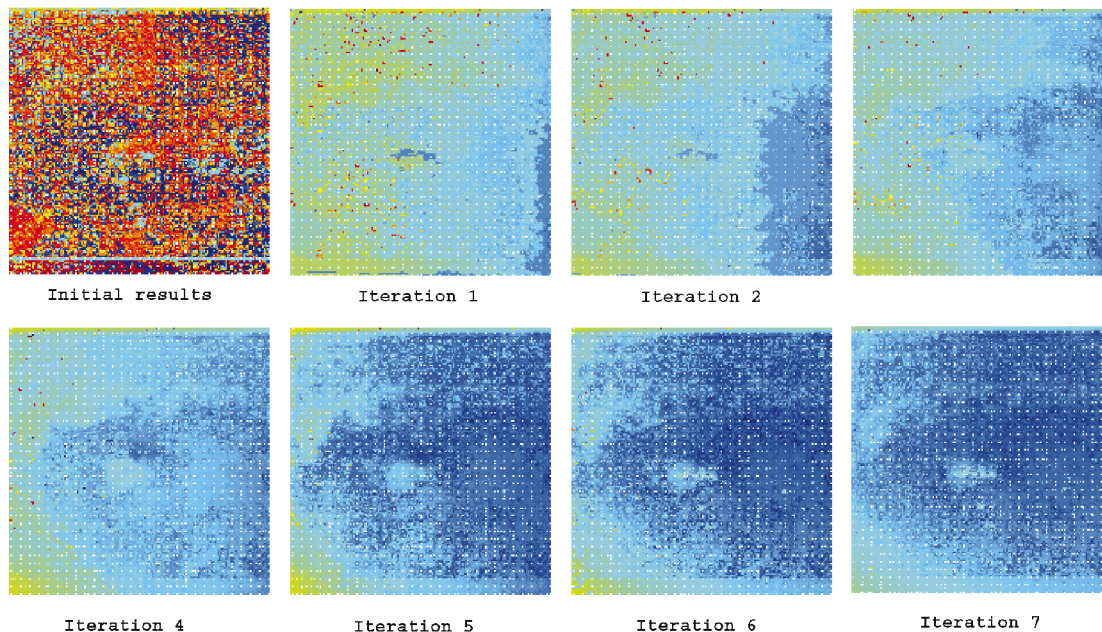 Initial results
Iteration 1
Iteration 2
Iteration 4
Iteration 5
Iteration 6
Iteration 7